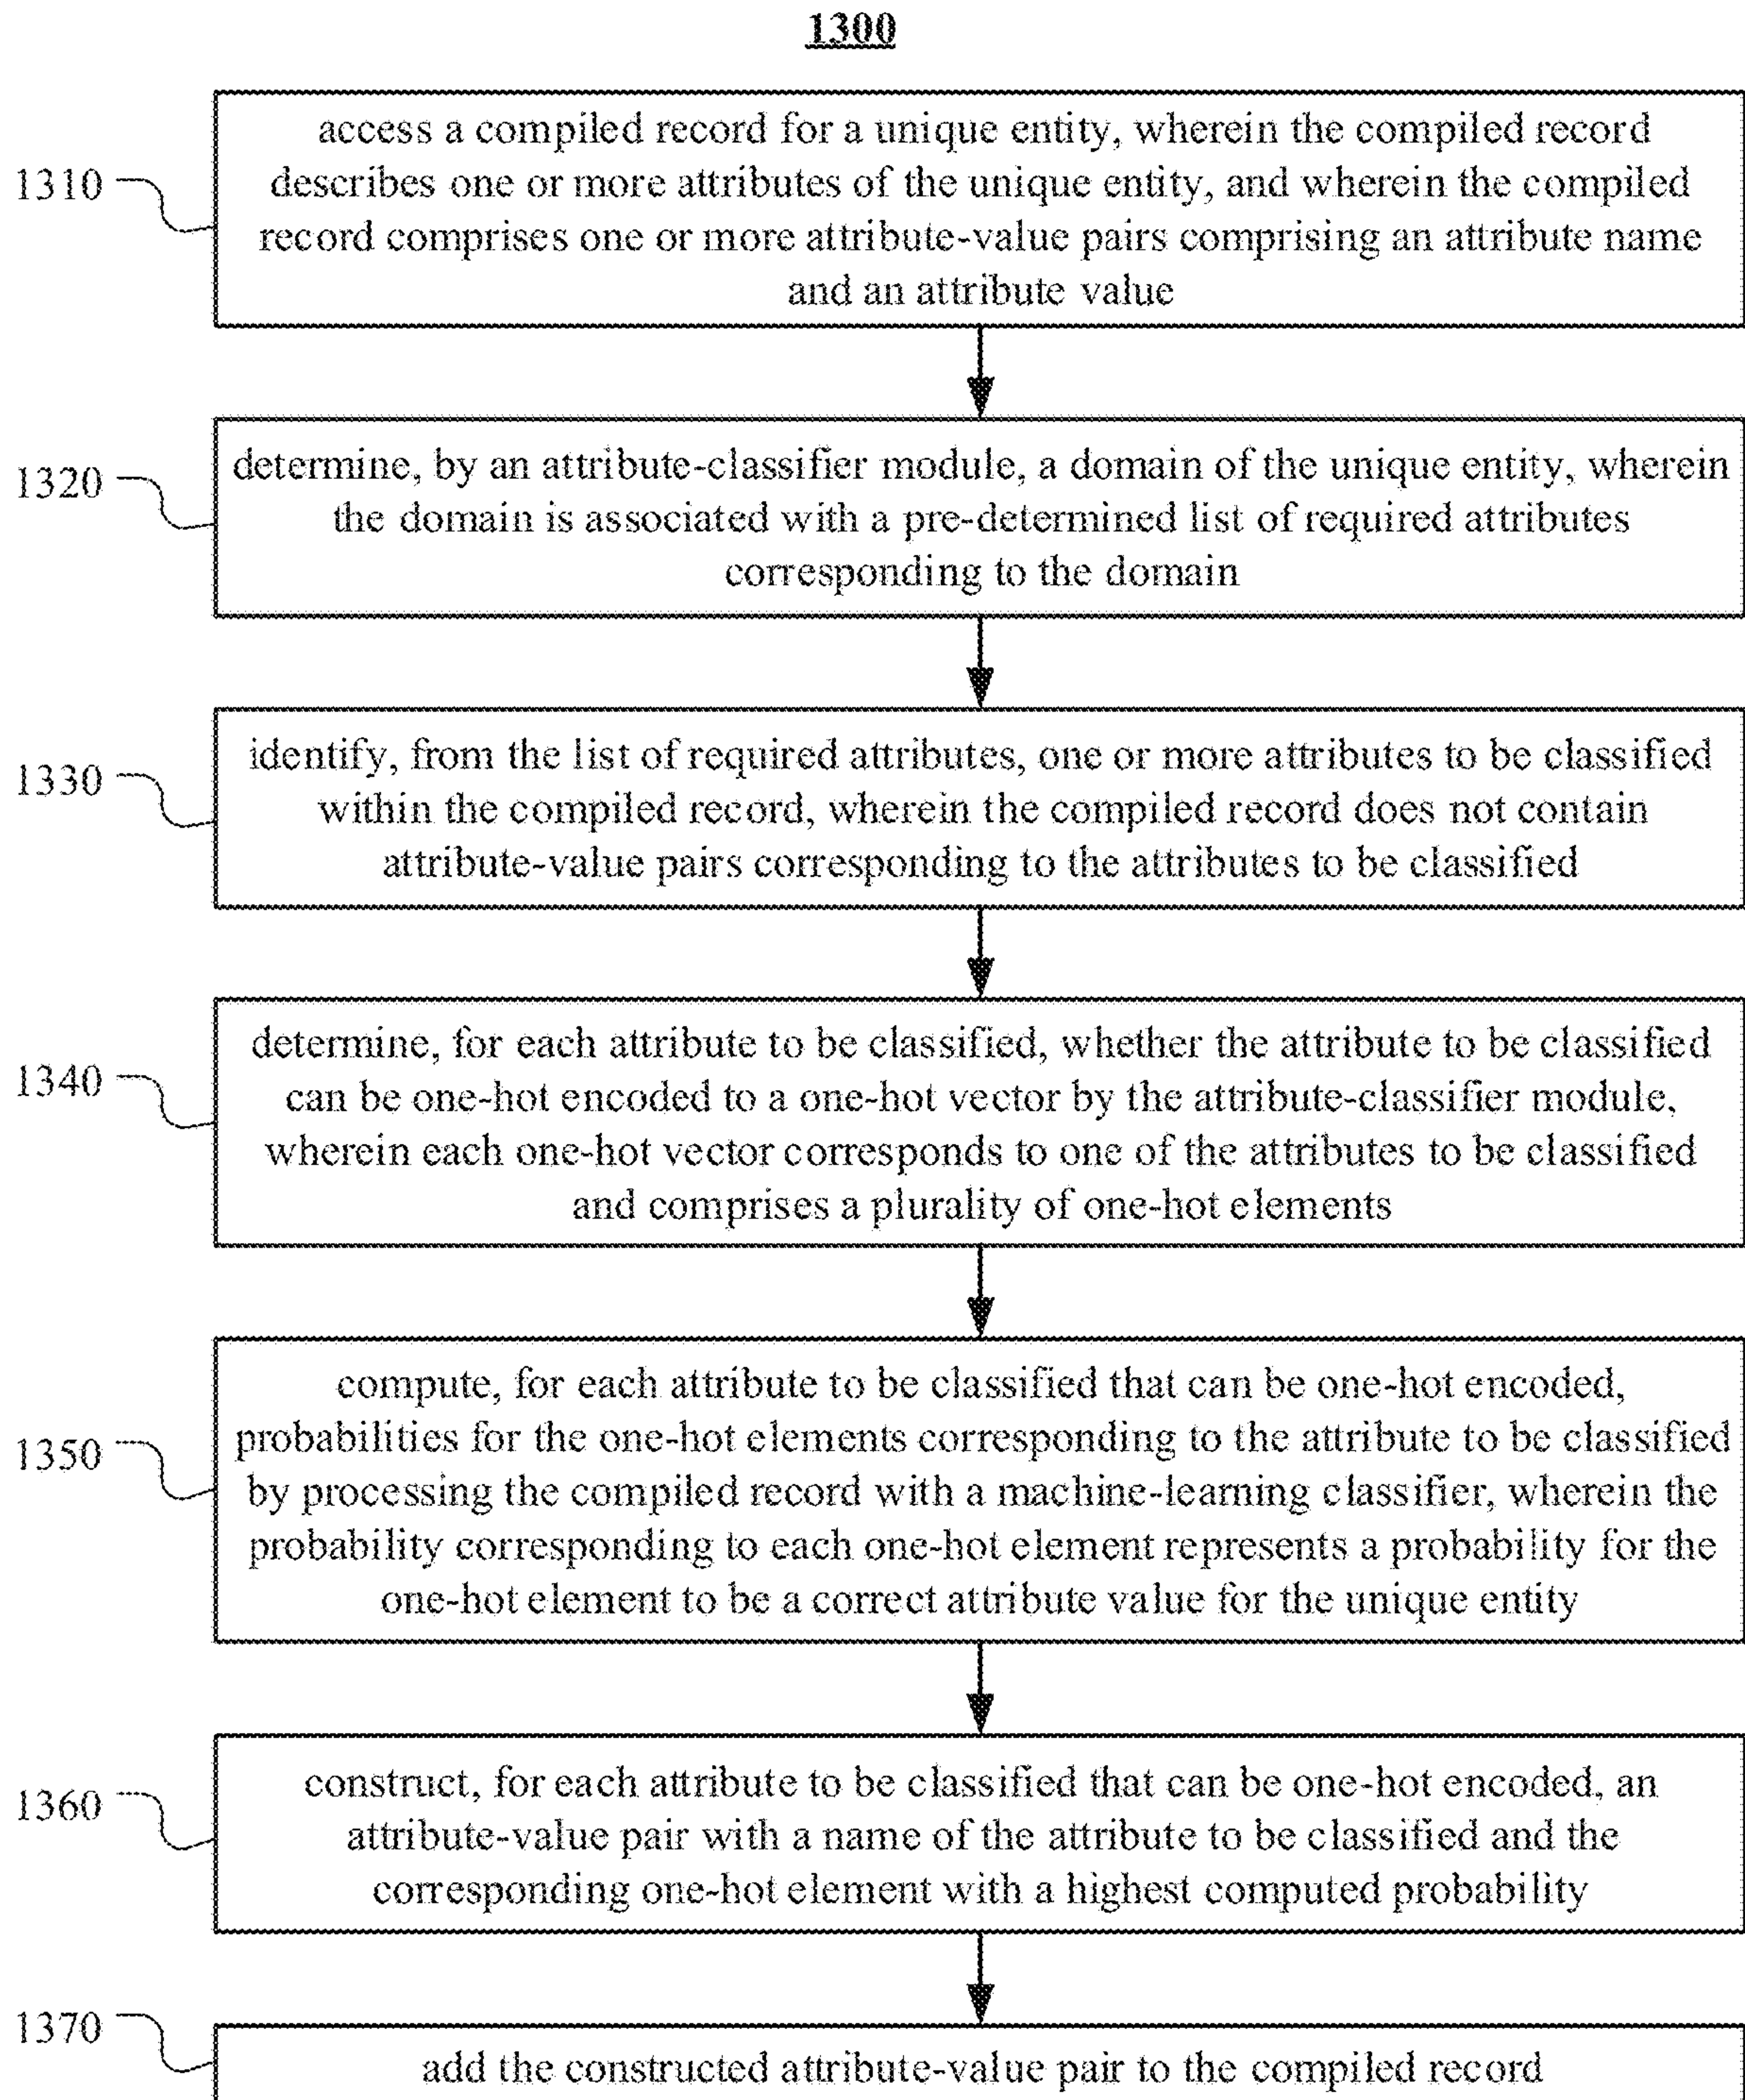 1300
1310
access a compiled record for a unique entity, wherein the compiled record
describes one or more attributes of the unique entity, and wherein the compiled
record comprises one or more attribute-value pairs comprising an attribute name
and an attribute value
1320
determine, by an attribute-classifier module, a domain of the unique entity, wherein
the domain is associated with a pre-determined list of required attributes
corresponding to the domain
1330
identify, from the list of required attributes, one or more attributes to be classified
within the compiled record, wherein the compiled record does not contain
attribute-value pairs corresponding to the attributes to be classified
1340
determine, for each attribute to be classified, whether the attribute to be classified
can be one-hot encoded to a one-hot vector by the attribute-classifier module,
wherein each one-hot vector corresponds to one of the attributes to be classified
and comprises a plurality of one-hot elements
1350
compute, for each attribute to be classified that can be one-hot encoded,
probabilities for the one-hot elements corresponding to the attribute to be classified
by processing the compiled record with a machine-learning classifier, wherein the
probability corresponding to each one-hot element represents a probability for the
one-hot element to be a correct attribute value for the unique entity
1360
construct, for each attribute to be classified that can be one-hot encoded, an
attribute-value pair with a name of the attribute to be classified and the
corresponding one-hot element with a highest computed probability
1370
add the constructed attribute-value pair to the compiled record